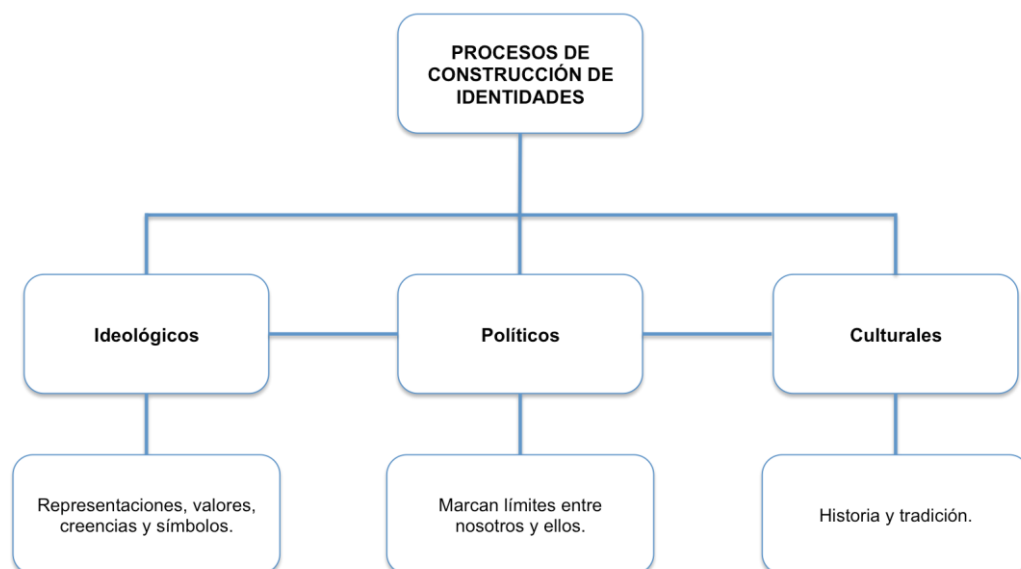 PROCESOS DE
CONSTRUCCIÓN DE
IDENTIDADES
Ideológicos
Políticos
Culturales
Representaciones, valores,
creencias y símbolos.
Marcan límites entre
nosotros y ellos.
Historia y tradición.